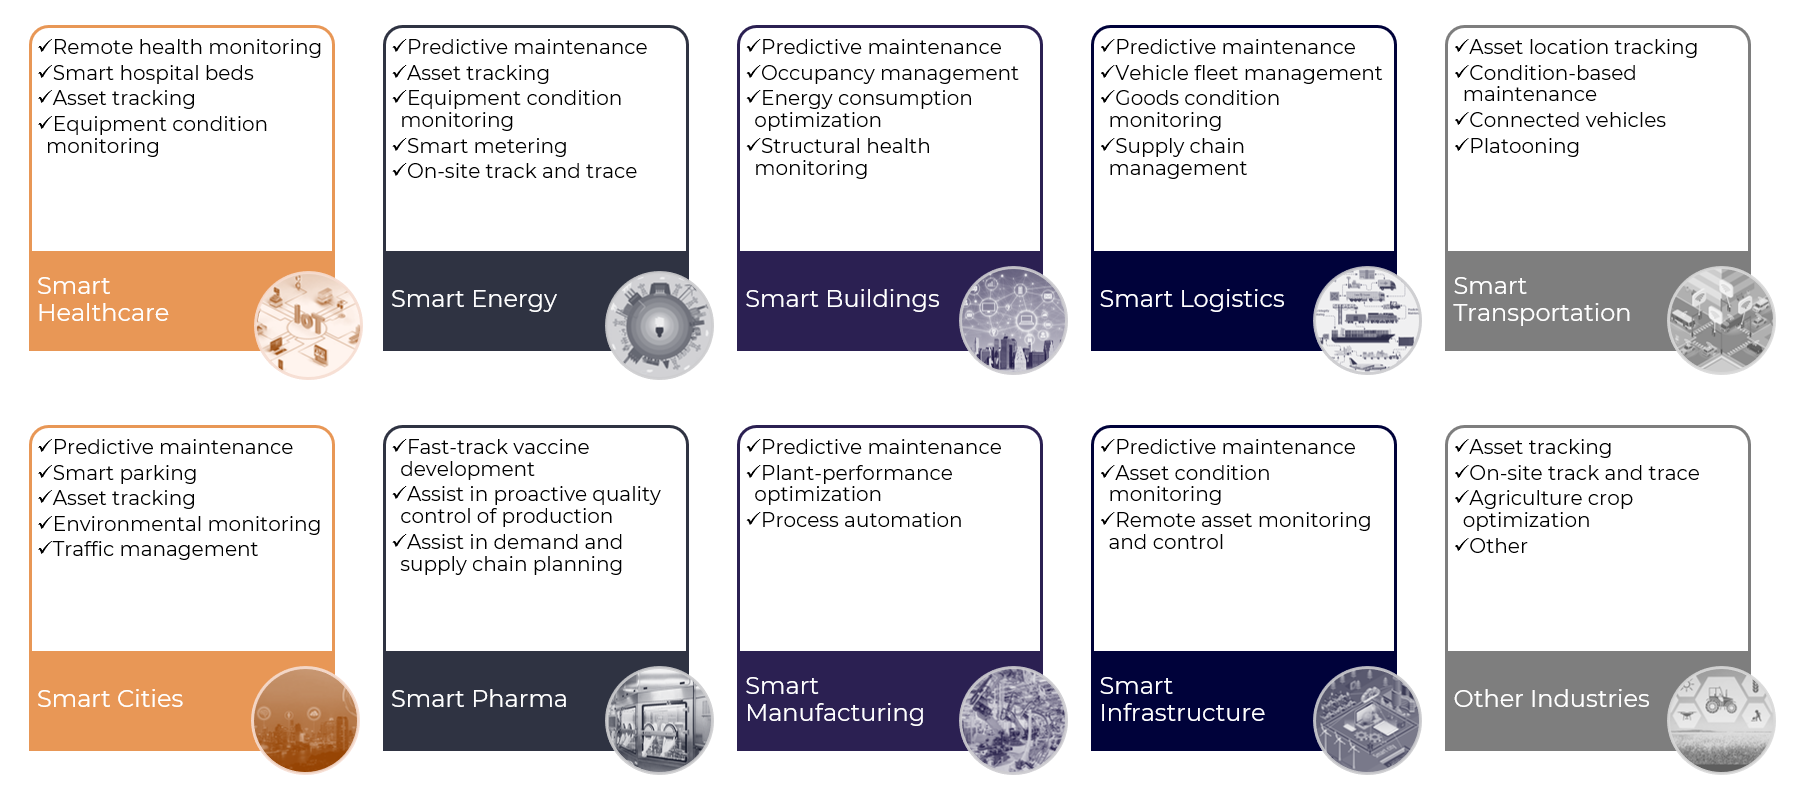 ✓Remote health monitoring
✓Smart hospital beds
✓Asset tracking
✓Equipment condition
monitoring
Smart
Healthcare
IoT
✓Predictive maintenance
✓Asset tracking
✓Equipment condition
monitoring
✓Smart metering
✓On-site track and trace
Smart Energy
✓Predictive maintenance
✓Occupancy management
✓Energy consumption
optimization
✓Structural health
monitoring
Smart Buildings
✓Predictive maintenance
✓Vehicle fleet management
✓Goods condition
monitoring
✓Supply chain
management
Smart Logistics
✓Asset location tracking
✓Condition-based
maintenance
✓Connected vehicles
✓Platooning
Smart
Transportation
✓Predictive maintenance
✓Smart parking
✓Asset tracking
✓Environmental monitoring
✓Traffic management
Smart Cities
✓Fast-track vaccine
development
✓Assist in proactive quality
control of production
✓Assist in demand and
supply chain planning
Smart Pharma
✓Predictive maintenance
✓Plant-performance
optimization
✓Process automation
Smart
Manufacturing
✓Predictive maintenance
✓Asset condition
monitoring
✓Remote asset monitoring
and control
Smart
Infrastructure
✓Asset tracking
✓On-site track and trace
✓Agriculture crop
optimization
✓Other
Other Industries